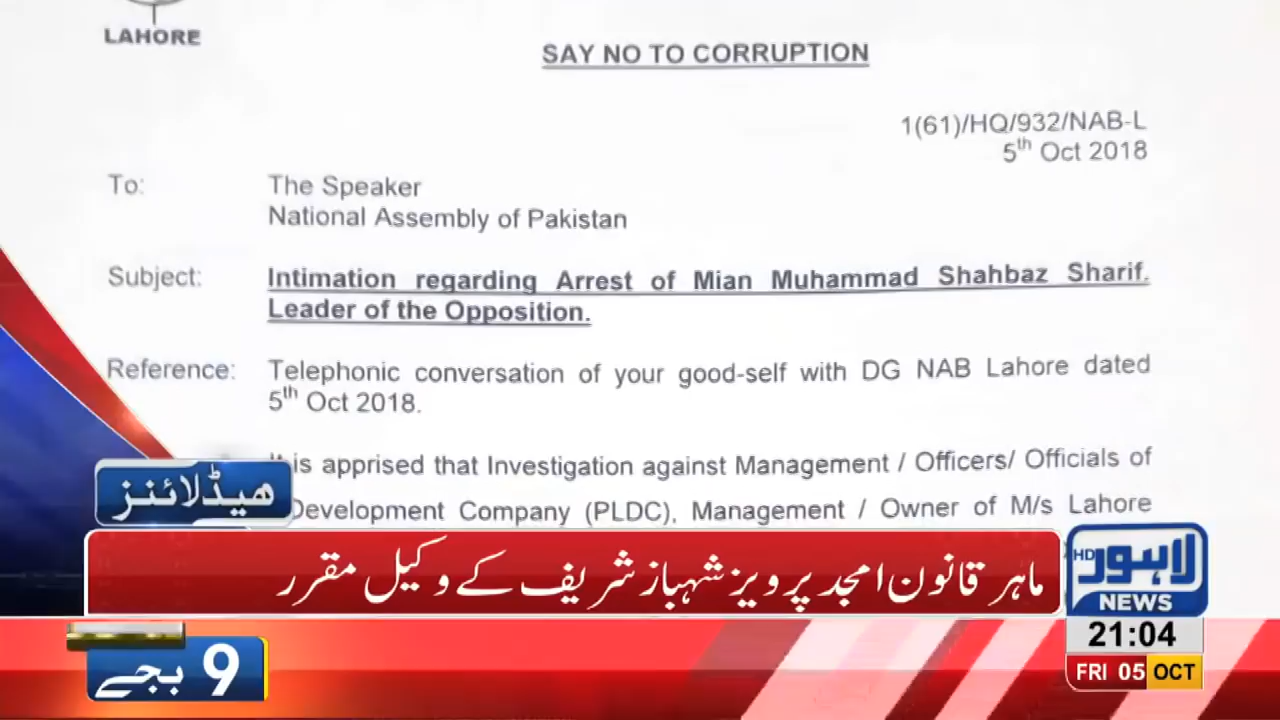 LAHORE
SAY NO TO CORRUPTION
1(61)/HQ/932/NAB-L
5th Oct 2018
To: The Speaker
National Assembly of Pakistan
Subject: Intimation regarding Arrest of Mian Muhammad Shahbaz Sharif.
Leader of the Opposition.
Reference: Telephonic conversation of your good-self with DG NAB Lahore dated
5th Oct 2018.
It is apprised that Investigation against Management / Officers/ Officials of
Development Company (PLDC), Management / Owner of M/s Lahore
ھیڈلائنز
ماہر قانون امجد پرویز شہباز شریف کے وکیل مقرر
لاہور HD
NEWS
21:04
FRI 05 OCT
9 بجے